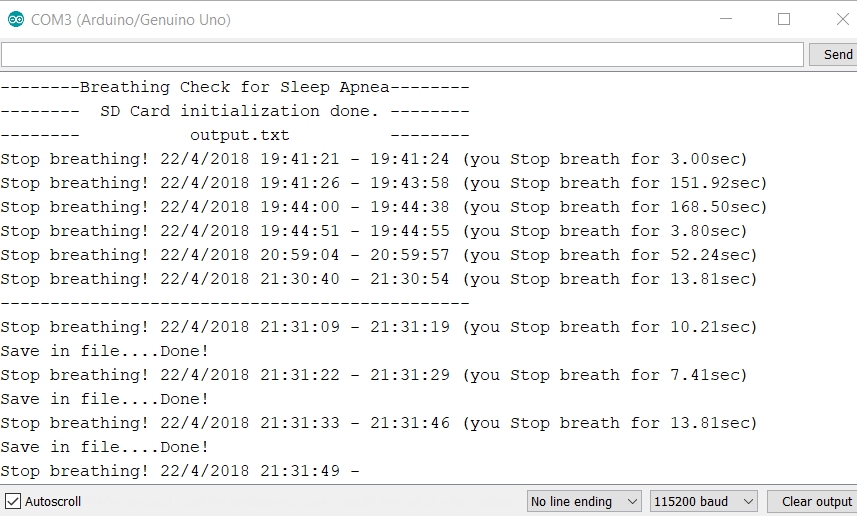 COM3 (Arduino/Genuino Uno)
Send
--------Breathing Check for Sleep Apnea--------
--------  SD Card initialization done. --------
--------           output.txt          --------
Stop breathing! 22/4/2018 19:41:21 - 19:41:24 (you Stop breath for 3.00sec)
Stop breathing! 22/4/2018 19:41:26 - 19:43:58 (you Stop breath for 151.92sec)
Stop breathing! 22/4/2018 19:44:00 - 19:44:38 (you Stop breath for 168.50sec)
Stop breathing! 22/4/2018 19:44:51 - 19:44:55 (you Stop breath for 3.80sec)
Stop breathing! 22/4/2018 20:59:04 - 20:59:57 (you Stop breath for 52.24sec)
Stop breathing! 22/4/2018 21:30:40 - 21:30:54 (you Stop breath for 13.81sec)
-----------------------------------------------
Stop breathing! 22/4/2018 21:31:09 - 21:31:19 (you Stop breath for 10.21sec)
Save in file....Done!
Stop breathing! 22/4/2018 21:31:22 - 21:31:29 (you Stop breath for 7.41sec)
Save in file....Done!
Stop breathing! 22/4/2018 21:31:33 - 21:31:46 (you Stop breath for 13.81sec)
Save in file....Done!
Stop breathing! 22/4/2018 21:31:49 -
Autoscroll No line ending 115200 baud Clear output